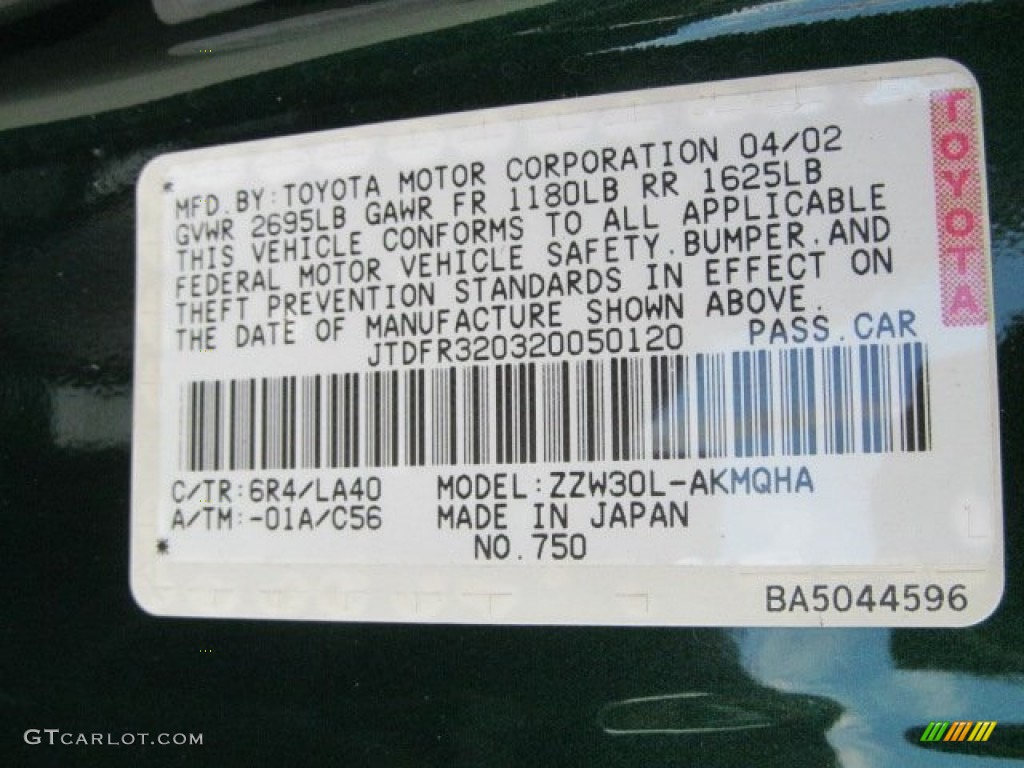 MFD. BY: TOYOTA MOTOR CORPORATION 04/02
GVWR 2695LB GAWR FR 1180LB RR 1625LB
THIS VEHICLE CONFORMS TO ALL APPLICABLE
FEDERAL MOTOR VEHICLE SAFETY. BUMPER. AND
THEFT PREVENTION STANDARDS IN EFFECT ON
THE DATE OF MANUFACTURE SHOWN ABOVE.
JTDFR320320050120 PASS. CAR
C/TR: 6R4/LA40 MODEL: ZZW30L-AKMQHA
A/TM: -01A/C56 MADE IN JAPAN
NO. 750
BA5044596
TOYOTA
GTCARLOT.COM